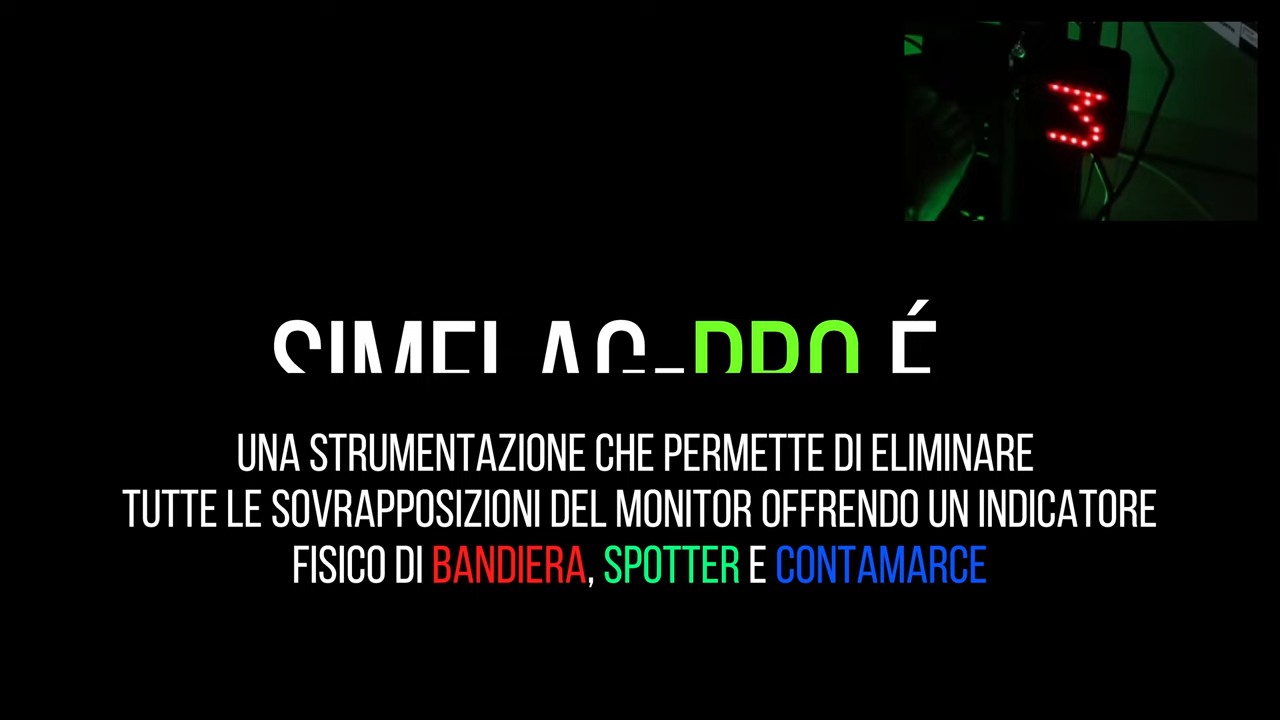 3
SIMFLAG-PRO É
UNA STRUMENTAZIONE CHE PERMETTE DI ELIMINARE
TUTTE LE SOVRAPPOSIZIONI DEL MONITOR OFFRENDO UN INDICATORE
FISICO DI BANDIERA, SPOTTER E CONTAMARCE